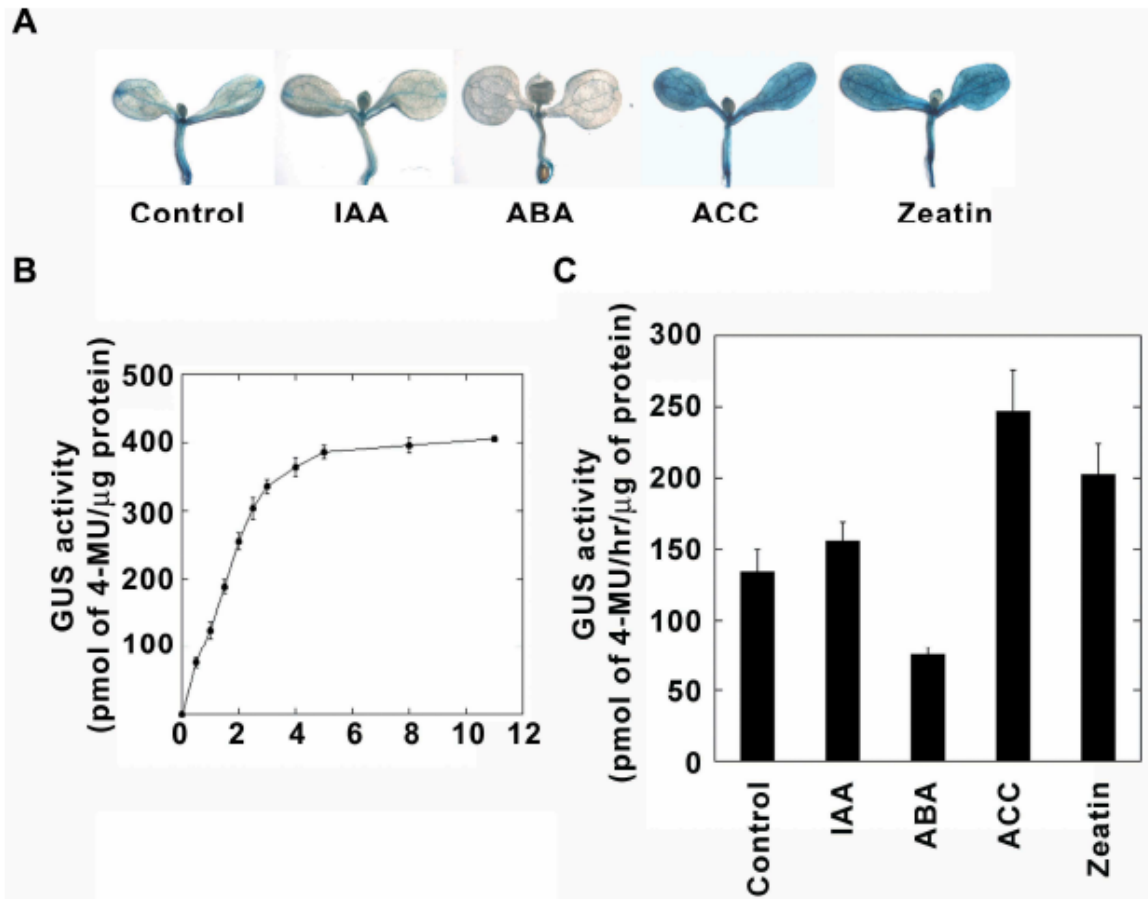 A
Control IAA ABA ACC Zeatin
B
GUS activity
(pmol of 4-MU/μg protein)
500
400
300
200
100
0 2 4 6 8 10 12
C
GUS activity
(pmol of 4-MU/hr/μg of protein)
300
250
200
150
100
50
0
Control IAA ABA ACC Zeatin